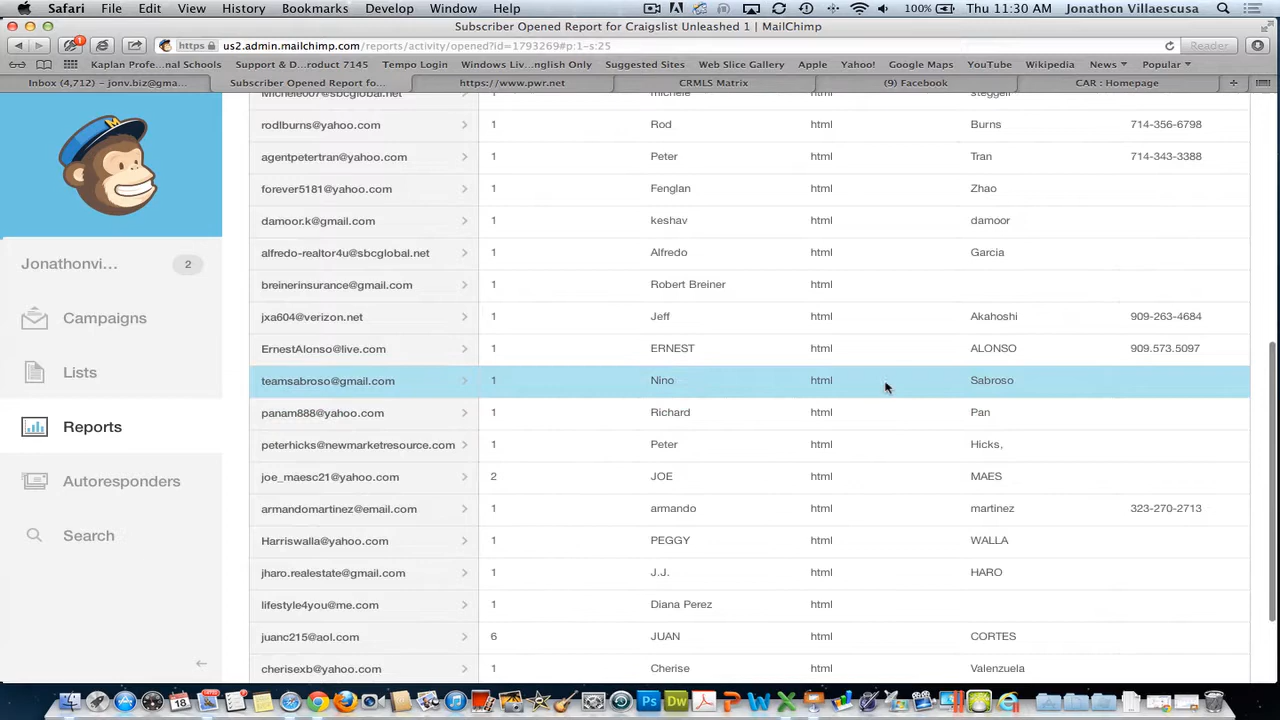 Safari File Edit View History Bookmarks Develop Window Help 100% Thu 11:30 AM Jonathon Villaescusa
Subscriber Opened Report for Craigslist Unleashed 1 | MailChimp
https us2.admin.mailchimp.com/reports/activity/opened?id=1793269#p:1-s:25 Reader
Kaplan Profe...nal Schools Support & D...roduct 7145 Tempo Login Windows Liv...nglish Only Suggested Sites Web Slice Gallery Apple Yahoo! Google Maps YouTube Wikipedia News Popular
Inbox (4,712) - jonv.biz@gma... Subscriber Opened Report fo... https://www.pwr.net CRMLS Matrix (9) Facebook CAR : Homepage
Michele007@sbcglobal.net 1 michele html steggell
rodlburns@yahoo.com 1 Rod html Burns 714-356-6798
agentpetertran@yahoo.com 1 Peter html Tran 714-343-3388
forever5181@yahoo.com 1 Fenglan html Zhao
damoor.k@gmail.com 1 keshav html damoor
alfredo-realtor4u@sbcglobal.net 1 Alfredo html Garcia
breinerinsurance@gmail.com 1 Robert Breiner html
jxa604@verizon.net 1 Jeff html Akahoshi 909-263-4684
ErnestAlonso@live.com 1 ERNEST html ALONSO 909.573.5097
teamsabroso@gmail.com 1 Nino html Sabroso
panam888@yahoo.com 1 Richard html Pan
peterhicks@newmarketresource.com 1 Peter html Hicks,
joe_maesc21@yahoo.com 2 JOE html MAES
armandomartinez@email.com 1 armando html martinez 323-270-2713
Harriswalla@yahoo.com 1 PEGGY html WALLA
jharo.realestate@gmail.com 1 J.J. html HARO
lifestyle4you@me.com 1 Diana Perez html
juanc215@aol.com 6 JUAN html CORTES
cherisexb@yahoo.com 1 Cherise html Valenzuela
Jonathonvi... 2
Campaigns
Lists
Reports
Autoresponders
Search